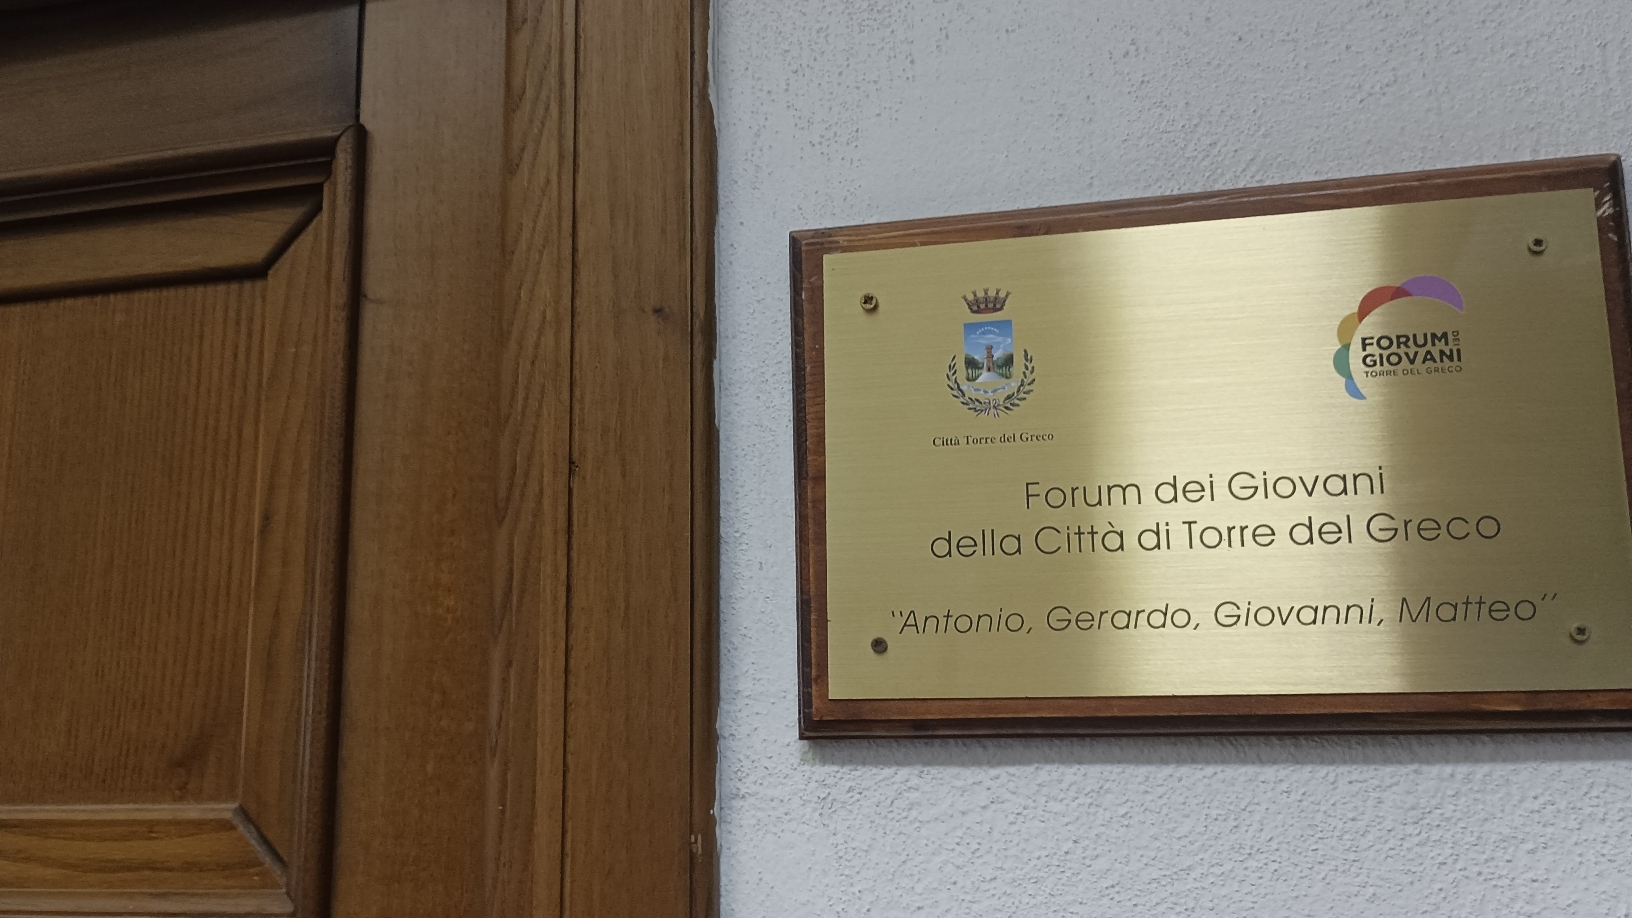 FORUM DEI
GIOVANI
TORRE DEL GRECO
Città Torre del Greco
Forum dei Giovani
della Città di Torre del Greco
"Antonio, Gerardo, Giovanni, Matteo"